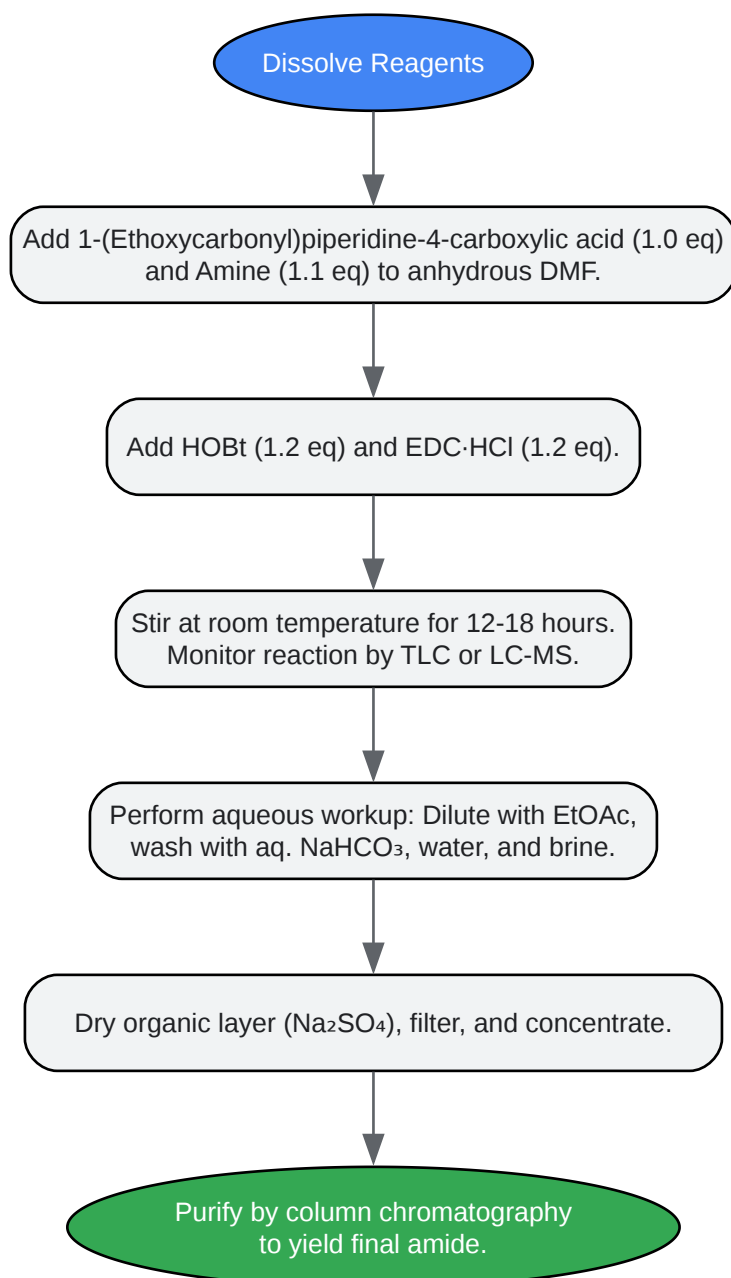 Dissolve Reagents
Add 1-(Ethoxycarbonyl)piperidine-4-carboxylic acid (1.0 eq)
and Amine (1.1 eq) to anhydrous DMF.
Add HOBt (1.2 eq) and EDC·HCl (1.2 eq).
Stir at room temperature for 12-18 hours.
Monitor reaction by TLC or LC-MS.
Perform aqueous workup: Dilute with EtOAc,
wash with aq. NaHCO₃, water, and brine.
Dry organic layer (Na₂SO₄), filter, and concentrate.
Purify by column chromatography
to yield final amide.